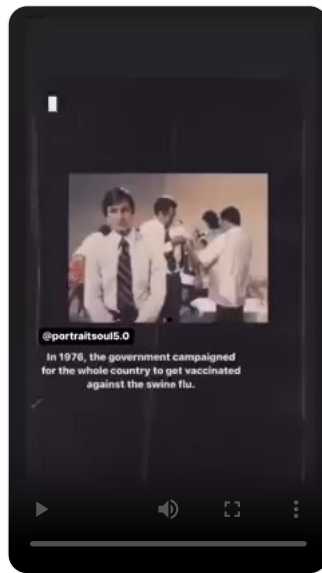 @portraitsoul5.0
In 1976, the government campaigned
for the whole country to get vaccinated
against the swine flu.